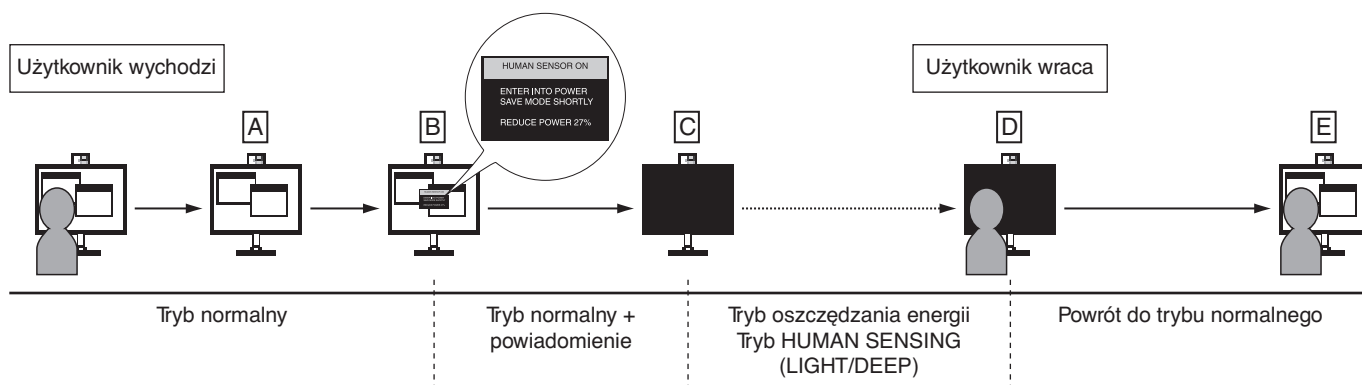 Użytkownik wychodzi
HUMAN SENSOR ON
ENTER INTO POWER
SAVE MODE SHORTLY
REDUCE POWER 27%
Użytkownik wraca
A
B
C
D
E
Tryb normalny
Tryb normalny +
powiadomienie
Tryb oszczędzania energii
Tryb HUMAN SENSING
(LIGHT/DEEP)
Powrót do trybu normalnego